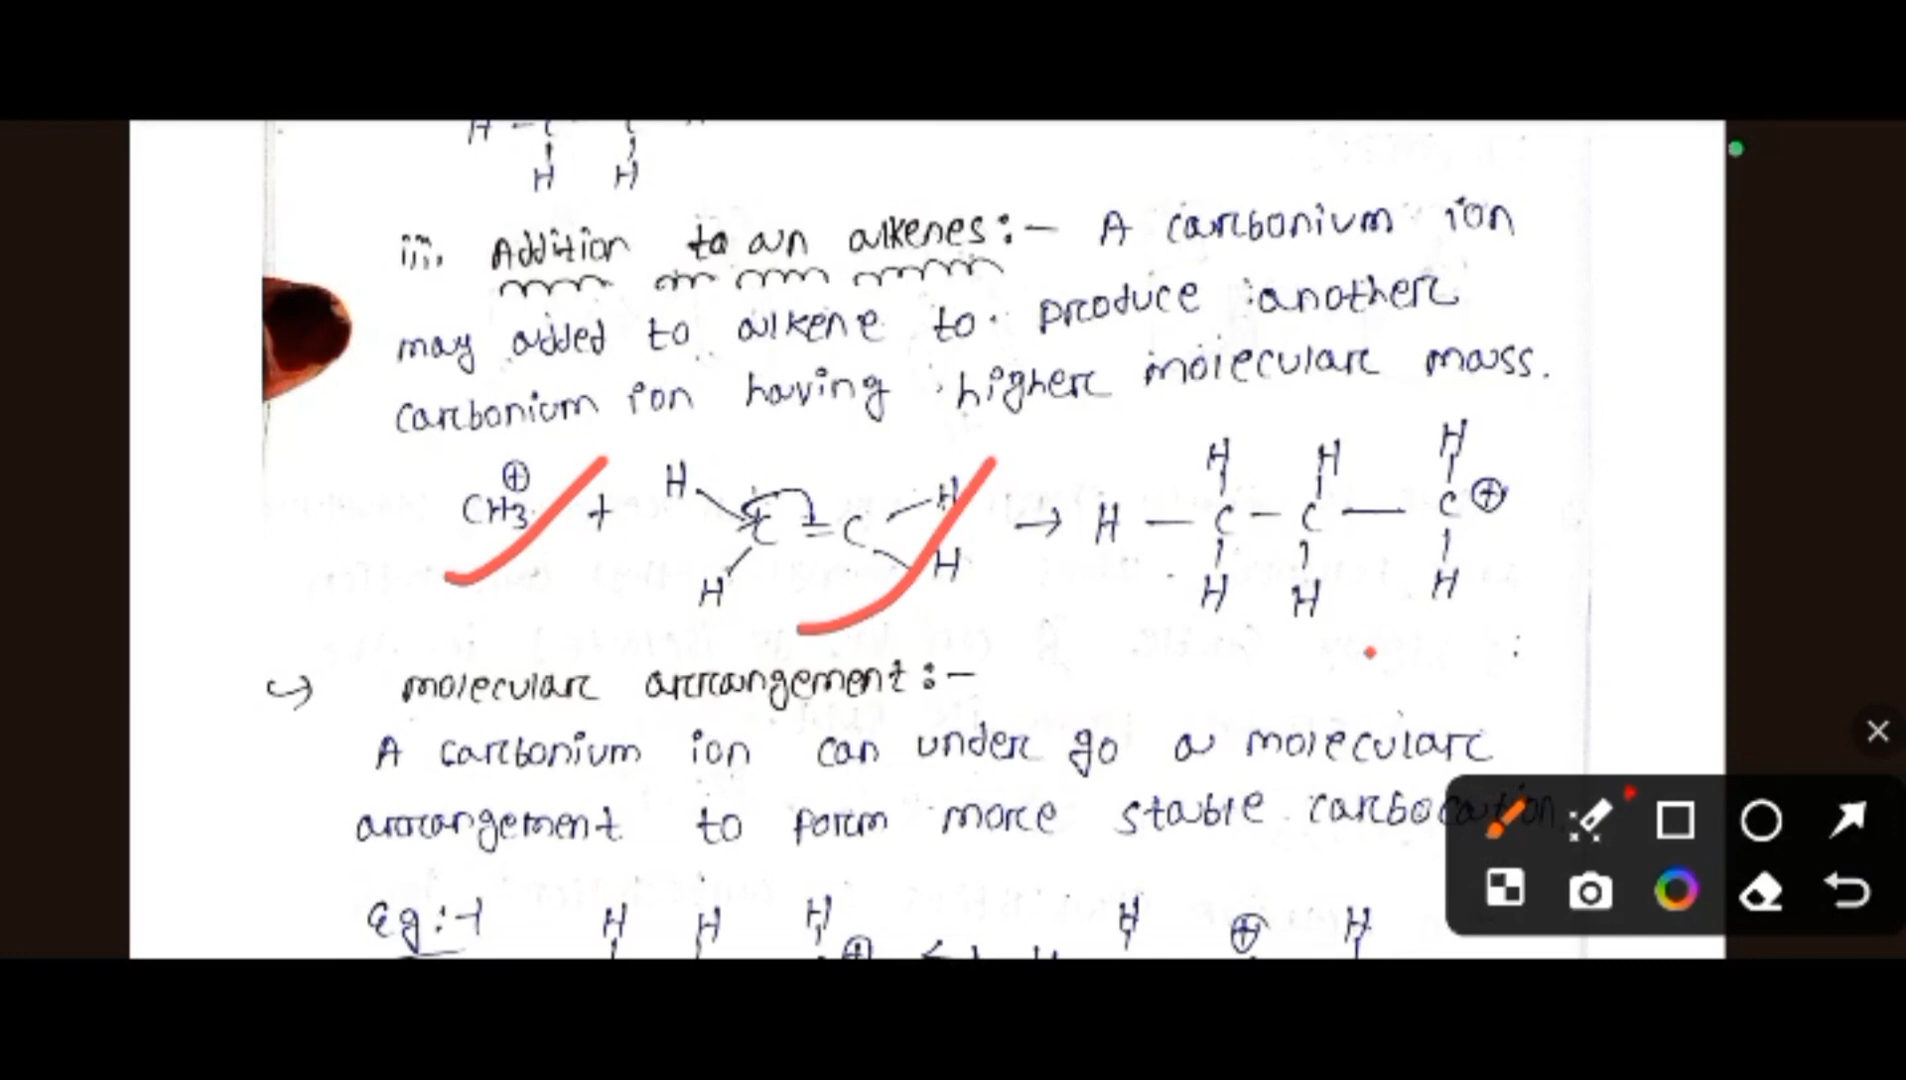 H - C C H
H H
iii. Addition to an alkenes:- A carbonium ion
may added to alkene to produce another
carbonium ion having higher molecular mass.
H H H
CH3 ⊕ + H C = C H → H - C - C - C ⊕
H H H H H
↪ molecular arrangement:-
A carbonium ion can under go a molecular
arrangement to form more stable carbocation.
eg:-1 H H H ⊕ H ⊕ H